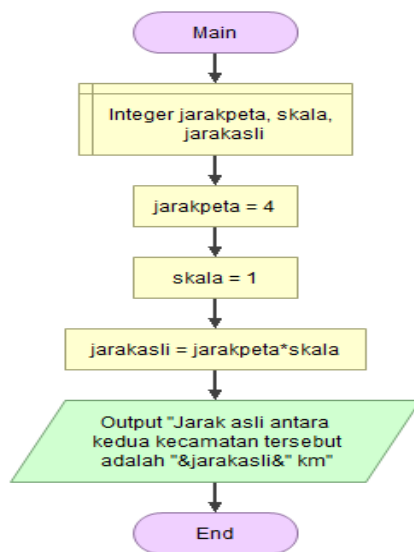 Main
Integer jarakpeta, skala,
jarakasli
jarakpeta = 4
skala = 1
jarakasli = jarakpeta*skala
Output "Jarak asli antara
kedua kecamatan tersebut
adalah "&jarakasli&" km"
End